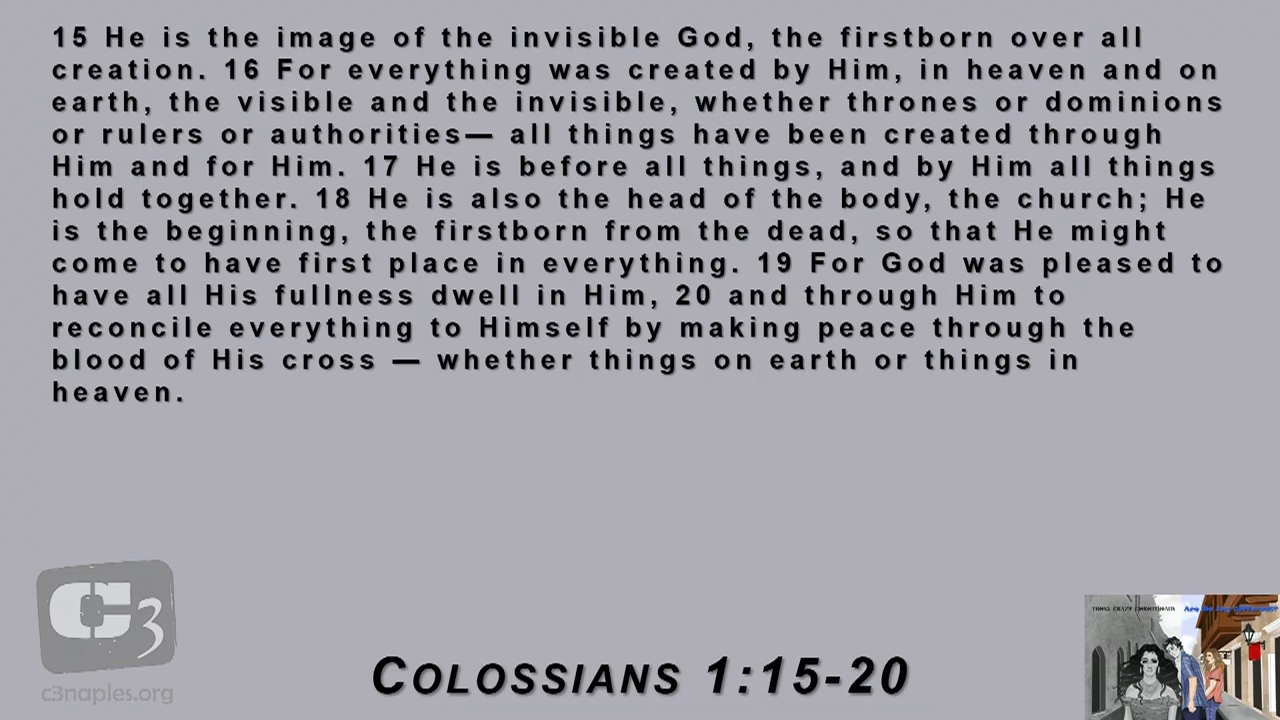 15 He is the image of the invisible God, the firstborn over all
creation. 16 For everything was created by Him, in heaven and on
earth, the visible and the invisible, whether thrones or dominions
or rulers or authorities— all things have been created through
Him and for Him. 17 He is before all things, and by Him all things
hold together. 18 He is also the head of the body, the church; He
is the beginning, the firstborn from the dead, so that He might
come to have first place in everything. 19 For God was pleased to
have all His fullness dwell in Him, 20 and through Him to
reconcile everything to Himself by making peace through the
blood of His cross — whether things on earth or things in
heaven.
C3
c3naples.org
THOSE CRAZY CORINTHIANS Are
COLOSSIANS 1:15-20